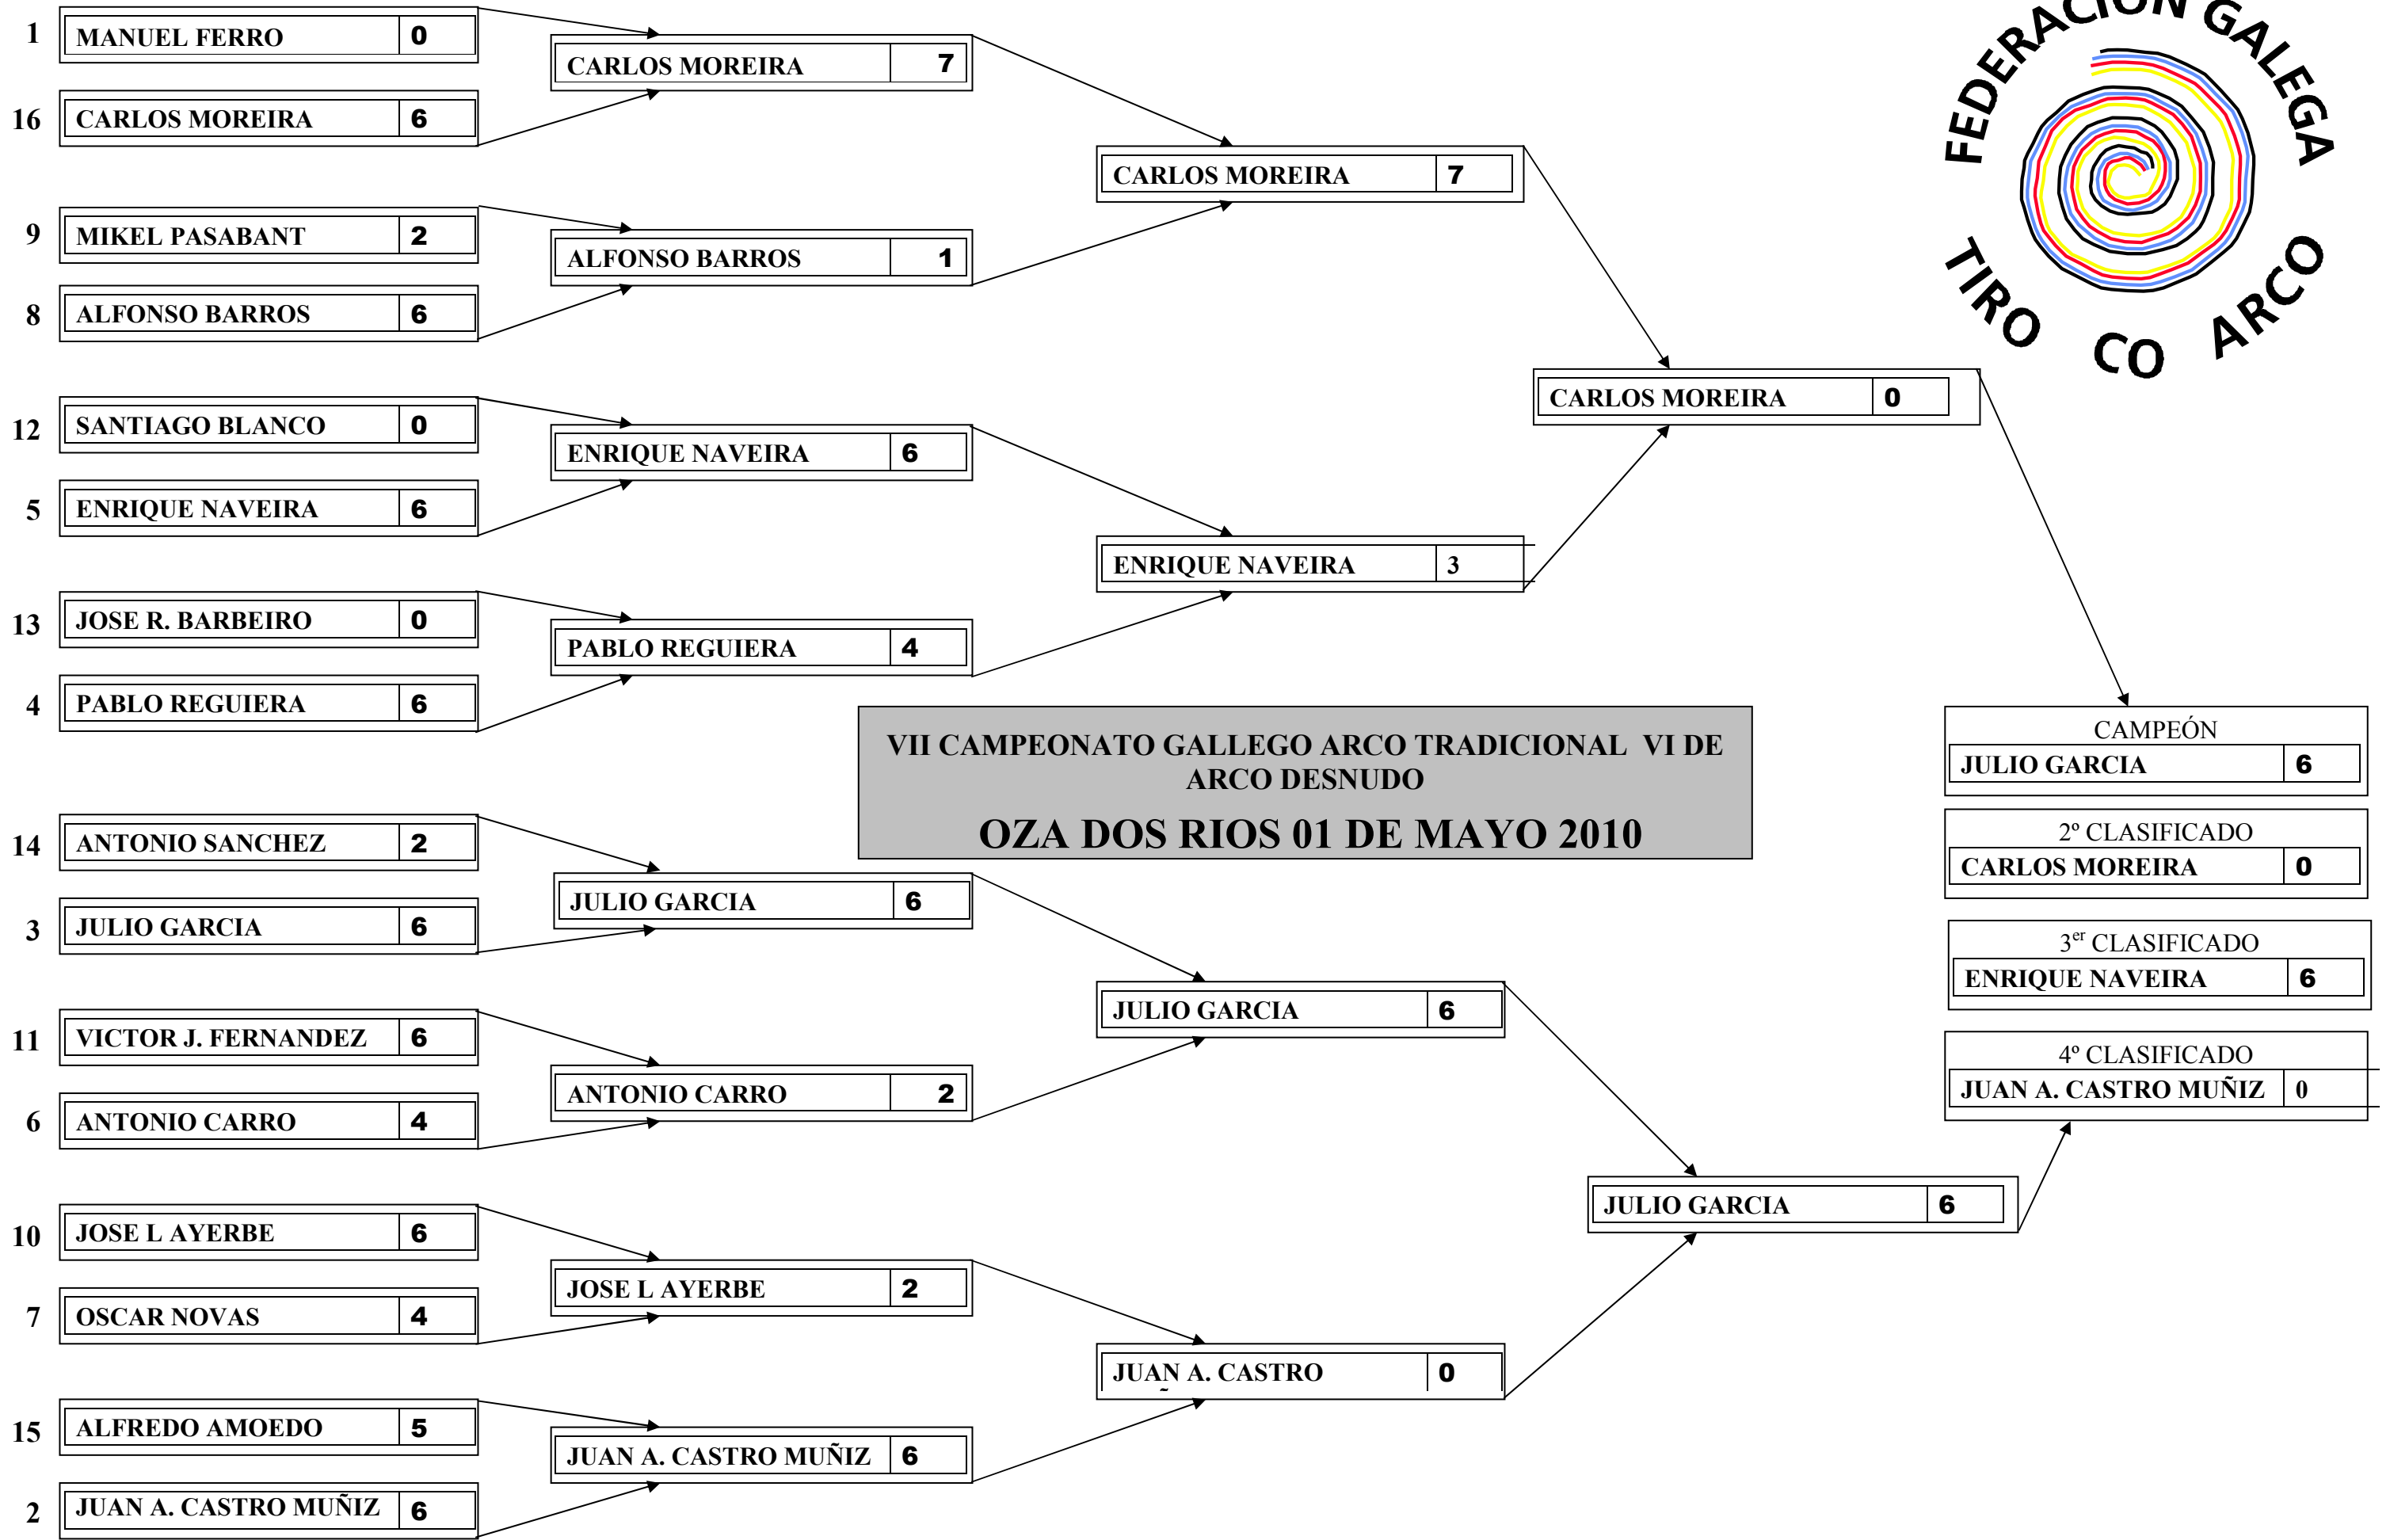 1 MANUEL FERRO 0
16 CARLOS MOREIRA 6
9 MIKEL PASABANT 2
8 ALFONSO BARROS 6
12 SANTIAGO BLANCO 0
5 ENRIQUE NAVEIRA 6
13 JOSE R. BARBEIRO 0
4 PABLO REGUIERA 6
14 ANTONIO SANCHEZ 2
3 JULIO GARCIA 6
11 VICTOR J. FERNANDEZ 6
6 ANTONIO CARRO 4
10 JOSE L AYERBE 6
7 OSCAR NOVAS 4
15 ALFREDO AMOEDO 5
2 JUAN A. CASTRO MUÑIZ 6
CARLOS MOREIRA 7
ALFONSO BARROS 1
ENRIQUE NAVEIRA 6
PABLO REGUIERA 4
JULIO GARCIA 6
ANTONIO CARRO 2
JOSE L AYERBE 2
JUAN A. CASTRO MUÑIZ 6
CARLOS MOREIRA 7
ENRIQUE NAVEIRA 3
JULIO GARCIA 6
JUAN A. CASTRO 0
CARLOS MOREIRA 0
JULIO GARCIA 6
VII CAMPEONATO GALLEGO ARCO TRADICIONAL VI DE
ARCO DESNUDO
OZA DOS RIOS 01 DE MAYO 2010
FEDERACIÓN GALEGA
TIRO CO ARCO
CAMPEÓN
JULIO GARCIA 6
2º CLASIFICADO
CARLOS MOREIRA 0
3er CLASIFICADO
ENRIQUE NAVEIRA 6
4º CLASIFICADO
JUAN A. CASTRO MUÑIZ 0